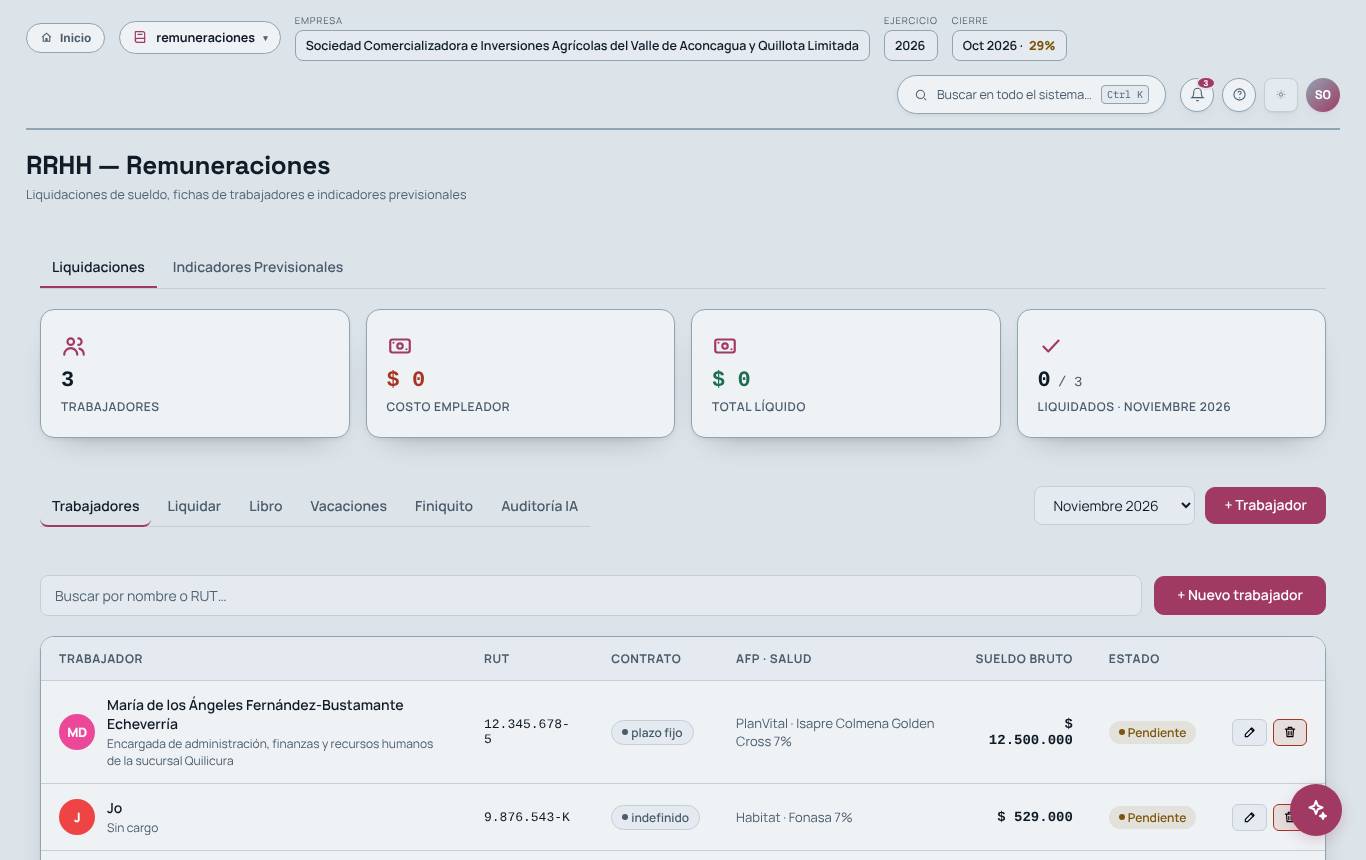 Inicio
remuneraciones ▾
EMPRESA
Sociedad Comercializadora e Inversiones Agrícolas del Valle de Aconcagua y Quillota Limitada
EJERCICIO
2026
CIERRE
Oct 2026 · 29%
Buscar en todo el sistema… Ctrl K
3
SO
RRHH — Remuneraciones
Liquidaciones de sueldo, fichas de trabajadores e indicadores previsionales
Liquidaciones Indicadores Previsionales
3
TRABAJADORES
$ 0
COSTO EMPLEADOR
$ 0
TOTAL LÍQUIDO
0 / 3
LIQUIDADOS · NOVIEMBRE 2026
Trabajadores Liquidar Libro Vacaciones Finiquito Auditoría IA
Noviembre 2026
+ Trabajador
Buscar por nombre o RUT…
+ Nuevo trabajador
TRABAJADOR RUT CONTRATO AFP · SALUD SUELDO BRUTO ESTADO
MD
María de los Ángeles Fernández-Bustamante
Echeverría
Encargada de administración, finanzas y recursos humanos
de la sucursal Quilicura
12.345.678-
5
plazo fijo
PlanVital · Isapre Colmena Golden
Cross 7%
$
12.500.000
Pendiente
J
Jo
Sin cargo
9.876.543-K
indefinido
Habitat · Fonasa 7%
$ 529.000
Pendiente